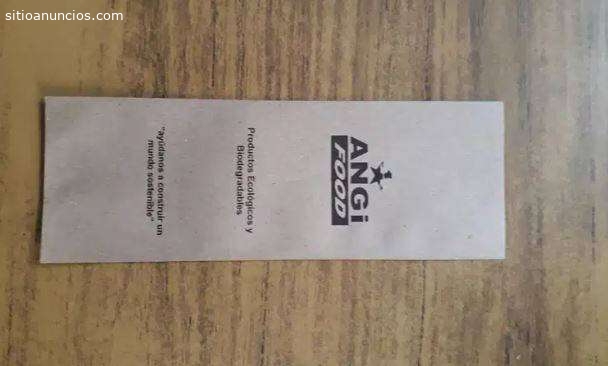 sitioanuncios.com
ANGi
FOOD
Productos Ecológicos y
Biodegradables
"ayúdanos a construir un
mundo sostenible"